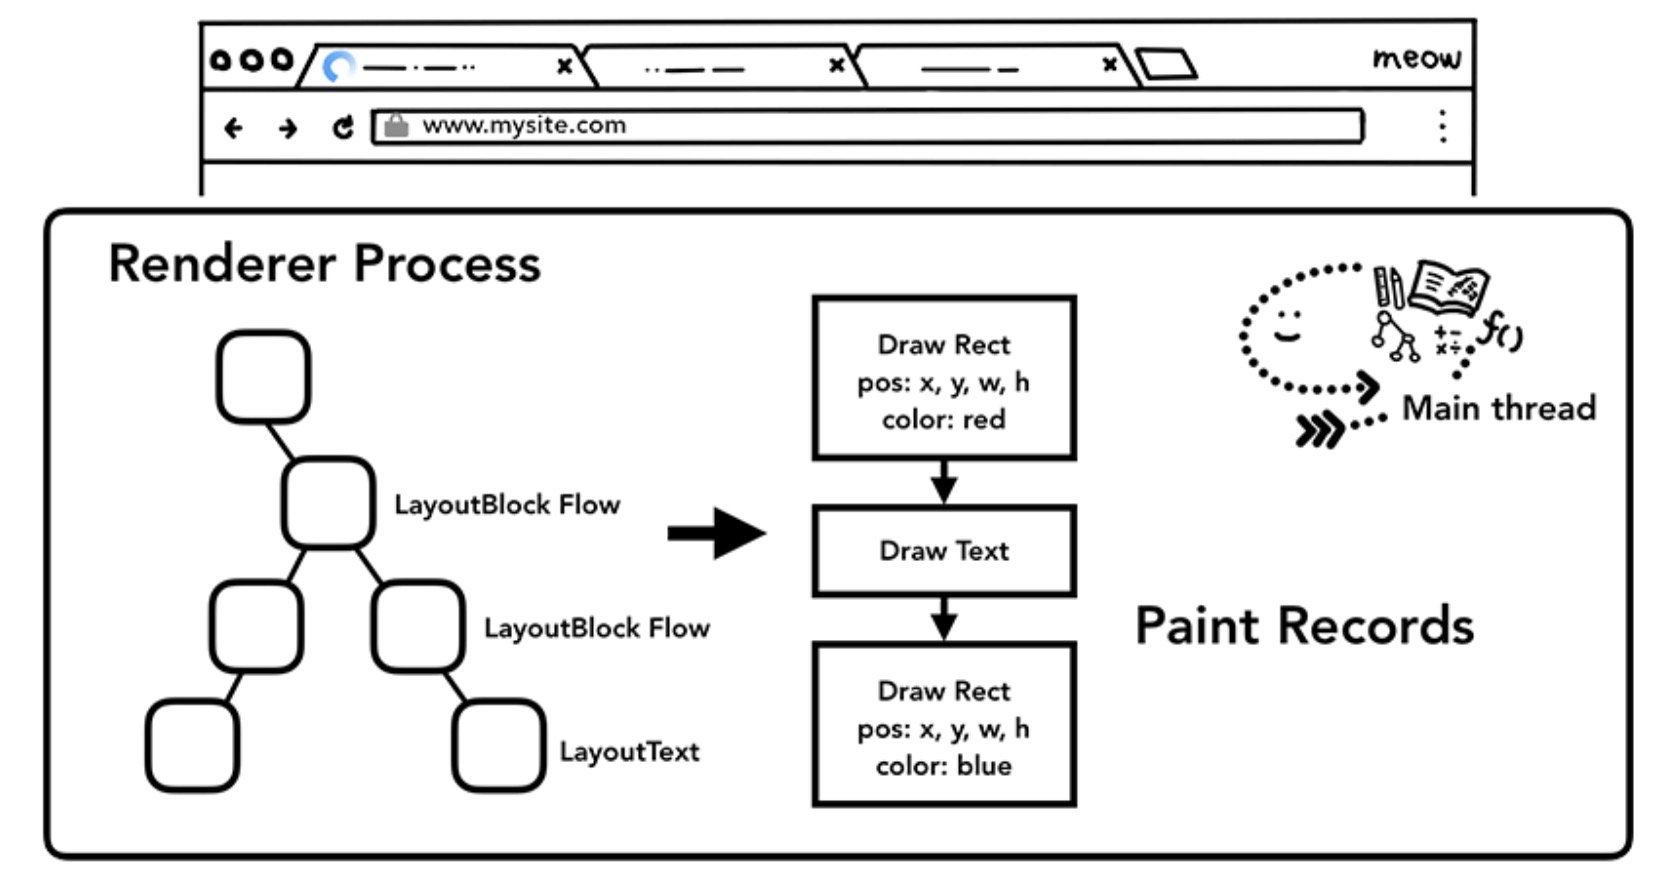 meow
www.mysite.com
Renderer Process
LayoutBlock Flow
LayoutBlock Flow
LayoutText
Draw Rect
pos: x, y, w, h
color: red
Draw Text
Draw Rect
pos: x, y, w, h
color: blue
f()
Main thread
Paint Records